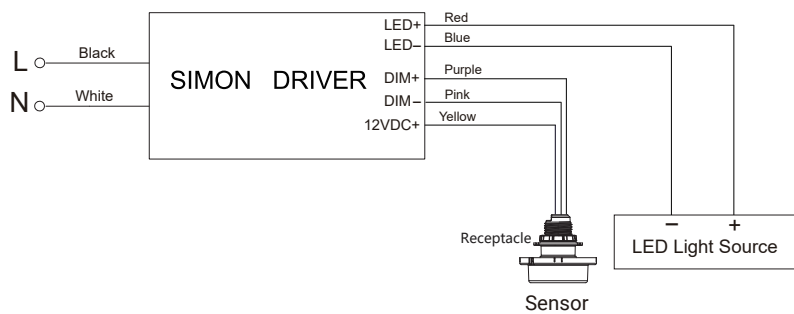 LED+ Red
LED− Blue
L Black
SIMON DRIVER
DIM+ Purple
N White
DIM− Pink
12VDC+ Yellow
− +
Receptacle
LED Light Source
Sensor